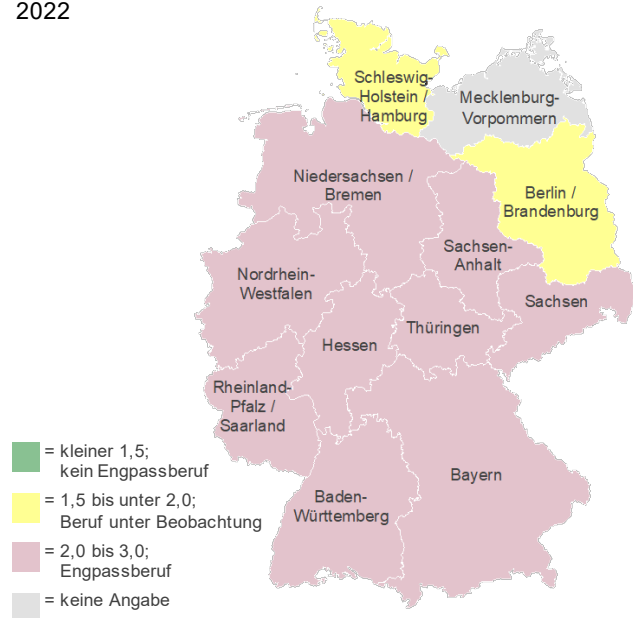 2022
Schleswig-
Holstein /
Hamburg
Mecklenburg-
Vorpommern
Niedersachsen /
Bremen
Berlin /
Brandenburg
Sachsen-
Anhalt
Nordrhein-
Westfalen
Sachsen
Thüringen
Hessen
Rheinland-
Pfalz /
Saarland
Bayern
Baden-
Württemberg
= kleiner 1,5;
kein Engpassberuf
= 1,5 bis unter 2,0;
Beruf unter Beobachtung
= 2,0 bis 3,0;
Engpassberuf
= keine Angabe